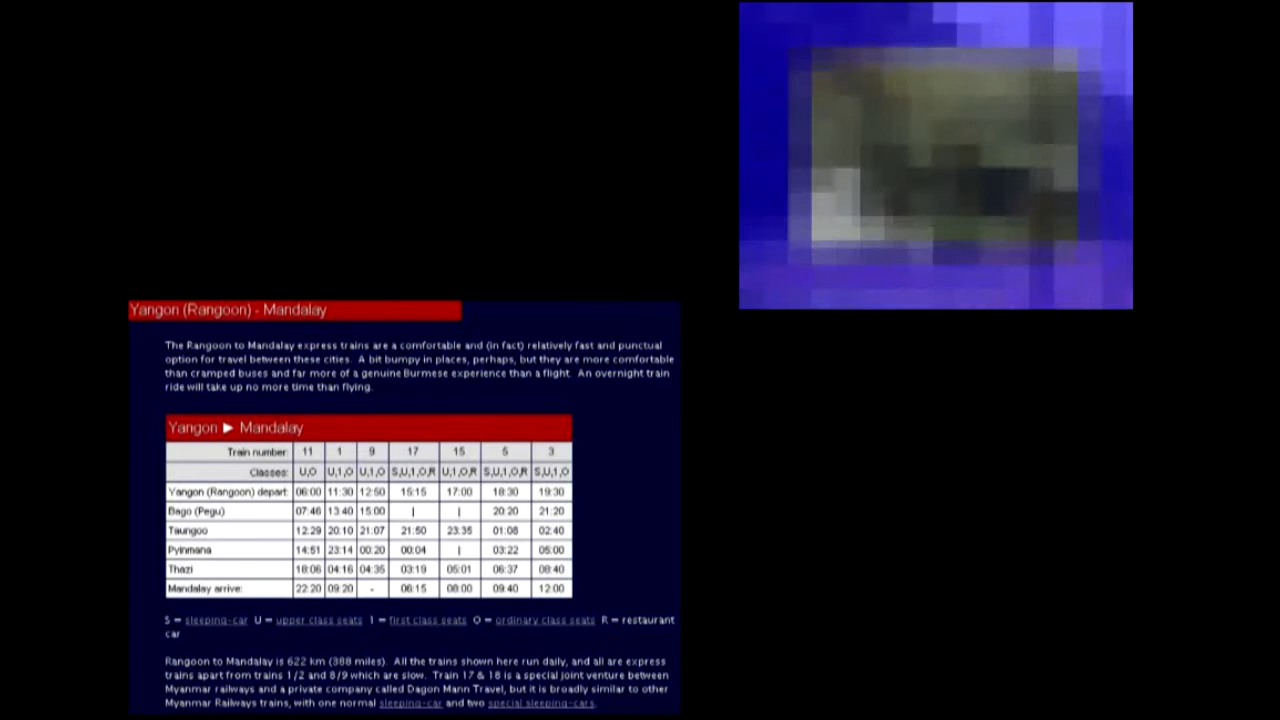 Yangon (Rangoon) - Mandalay
The Rangoon to Mandalay express trains are a comfortable and (in fact) relatively fast and punctual
option for travel between these cities. A bit bumpy in places, perhaps, but they are more comfortable
than cramped buses and far more of a genuine Burmese experience than a flight. An overnight train
ride will take up no more time than flying.
Yangon ► Mandalay
Train number: 11 1 9 17 15 5 3
Classes: U,O U,1,O U,1,O S,U,1,O,R U,1,O,R S,U,1,O,R S,U,1,O
Yangon (Rangoon) depart: 06:00 11:30 12:50 15:15 17:00 18:30 19:30
Bago (Pegu) 07:46 13:40 15:00 | | 20:20 21:20
Taungoo 12:29 20:10 21:07 21:50 23:35 01:06 02:40
Pyinmana 14:51 23:14 00:20 00:04 | 03:22 05:00
Thazi 18:06 04:16 04:35 03:19 05:01 06:37 08:40
Mandalay arrive: 22:20 09:20 - 06:15 08:00 09:40 12:00
S = sleeping-car U = upper class seats 1 = first class seats O = ordinary class seats R = restaurant
car
Rangoon to Mandalay is 622 km (388 miles). All the trains shown here run daily, and all are express
trains apart from trains 1/2 and 8/9 which are slow. Train 17 & 18 is a special joint venture between
Myanmar railways and a private company called Dagon Mann Travel, but it is broadly similar to other
Myanmar Railways trains, with one normal sleeping-car and two special sleeping-cars.